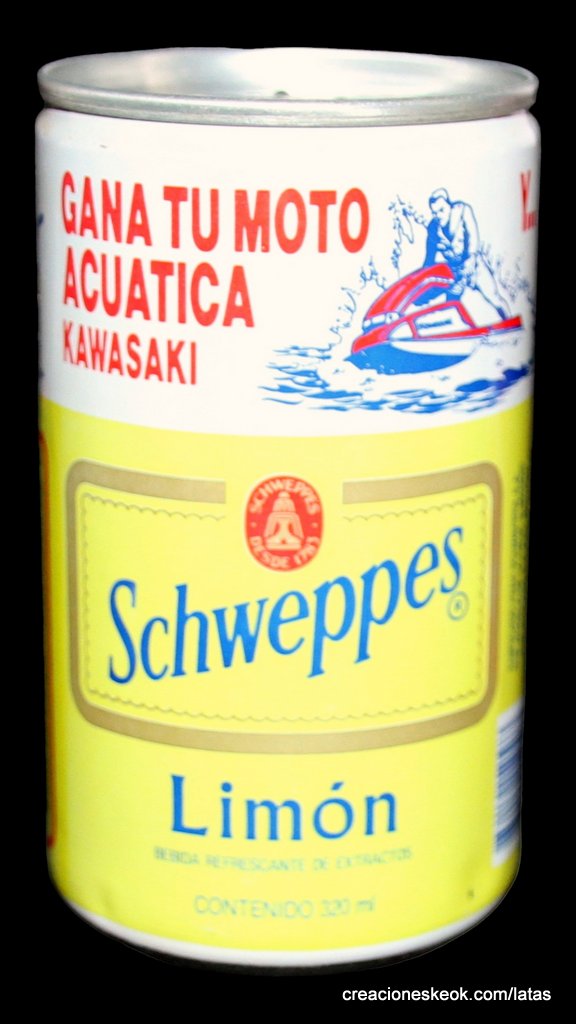 GANA TU MOTO
ACUATICA
KAWASAKI
SCHWEPPES
DESDE 1783
Schweppes
®
Limón
BEBIDA REFRESCANTE DE EXTRACTOS
CONTENIDO 320 ml
creacioneskeok.com/latas